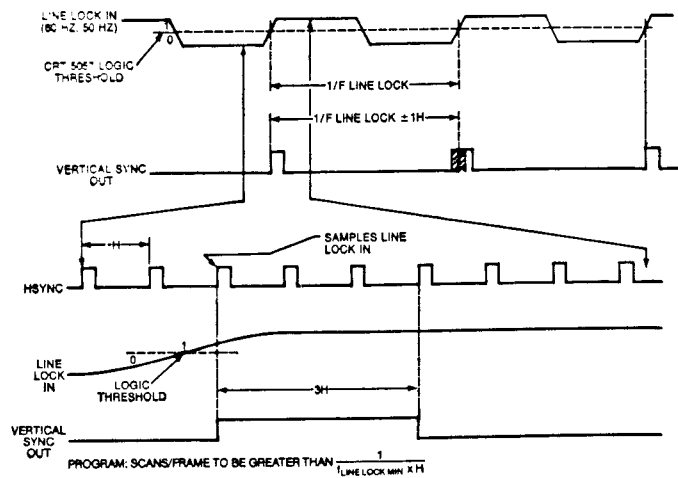 LINE LOCK IN
(60 HZ, 50 HZ)
1
0
CRT 5057 LOGIC
THRESHOLD
1/F LINE LOCK
1/F LINE LOCK ±1H
VERTICAL SYNC
OUT
H
SAMPLES LINE
LOCK IN
HSYNC
1
0
LINE
LOCK
IN
LOGIC
THRESHOLD
3H
VERTICAL
SYNC
OUT
PROGRAM: SCANS/FRAME TO BE GREATER THAN 1
fLINE LOCK MIN x H